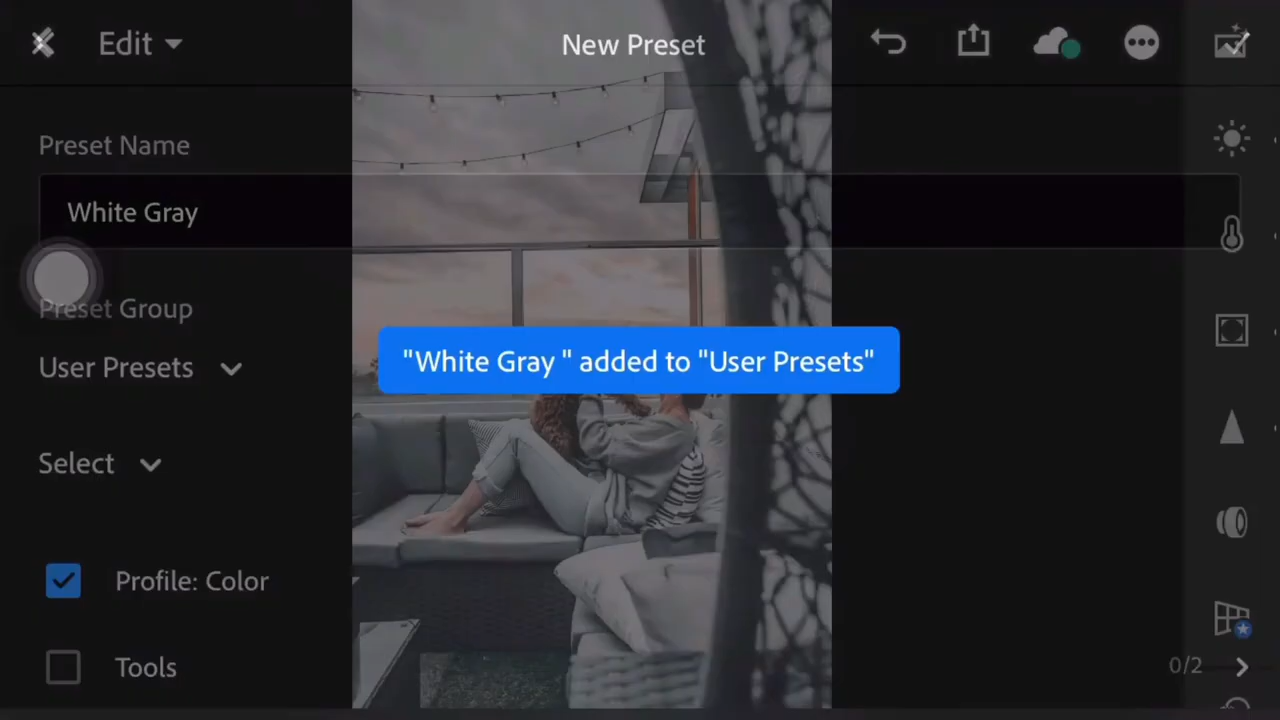 Edit
New Preset
Preset Name
White Gray
Preset Group
User Presets
"White Gray " added to "User Presets"
Select
Profile: Color
Tools
0/2